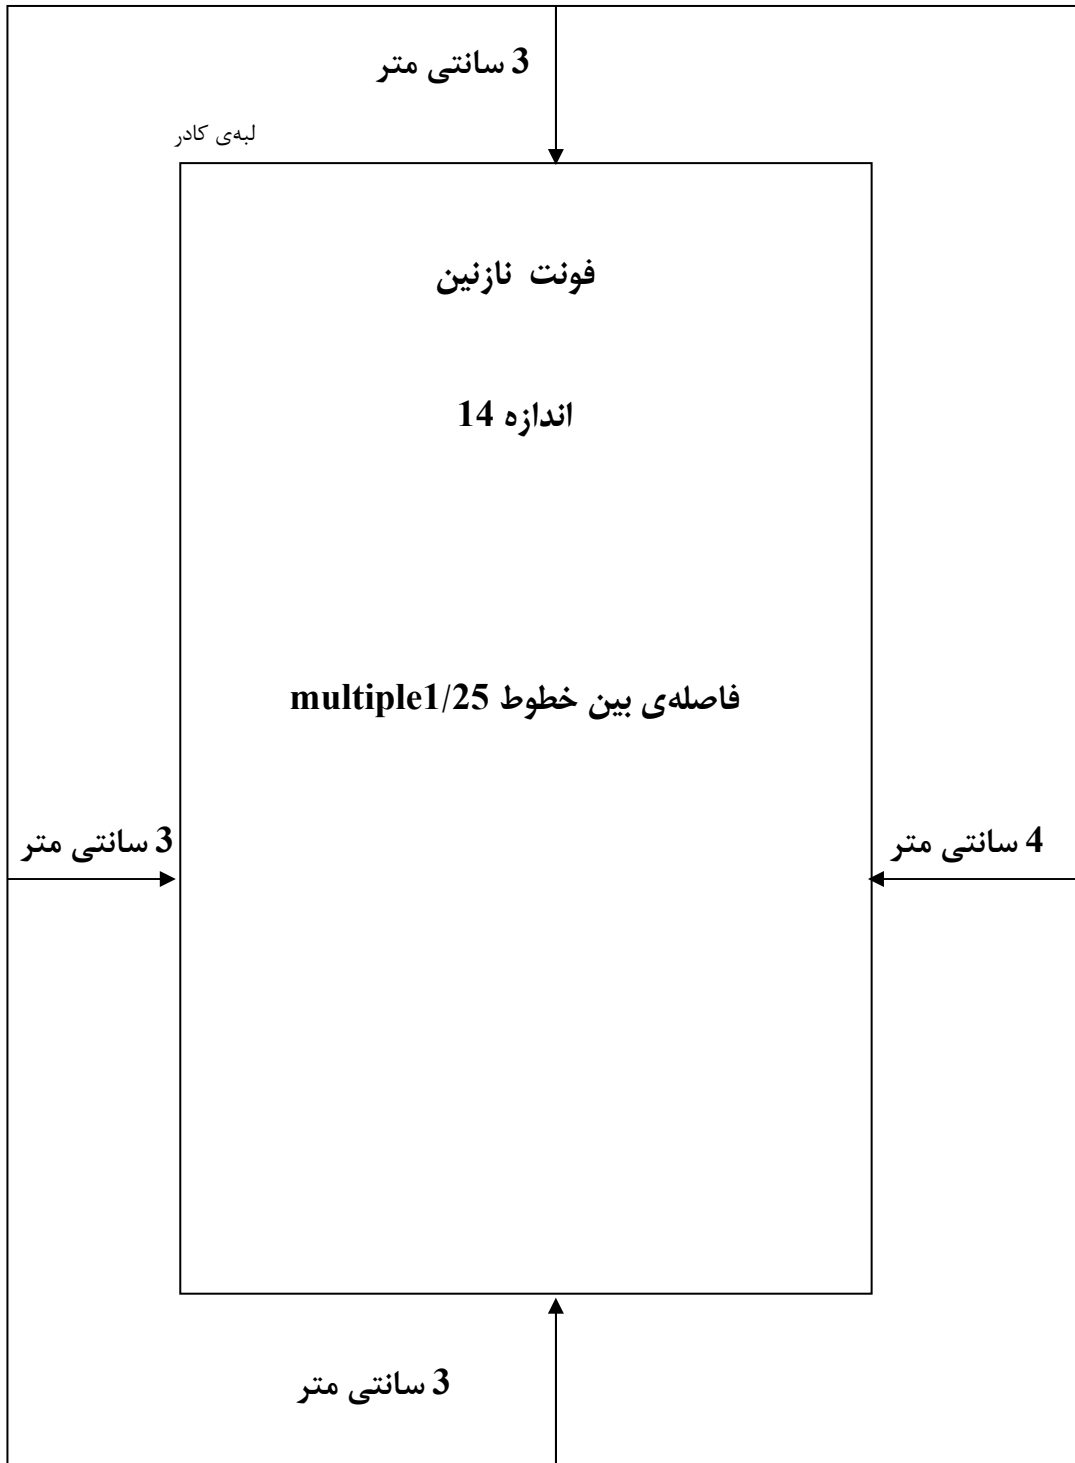 3 سانتی متر
لبه‌ی کادر
فونت نازنین
اندازه 14
فاصله‌ی بین خطوط multiple1/25
4 سانتی متر
3 سانتی متر
3 سانتی متر